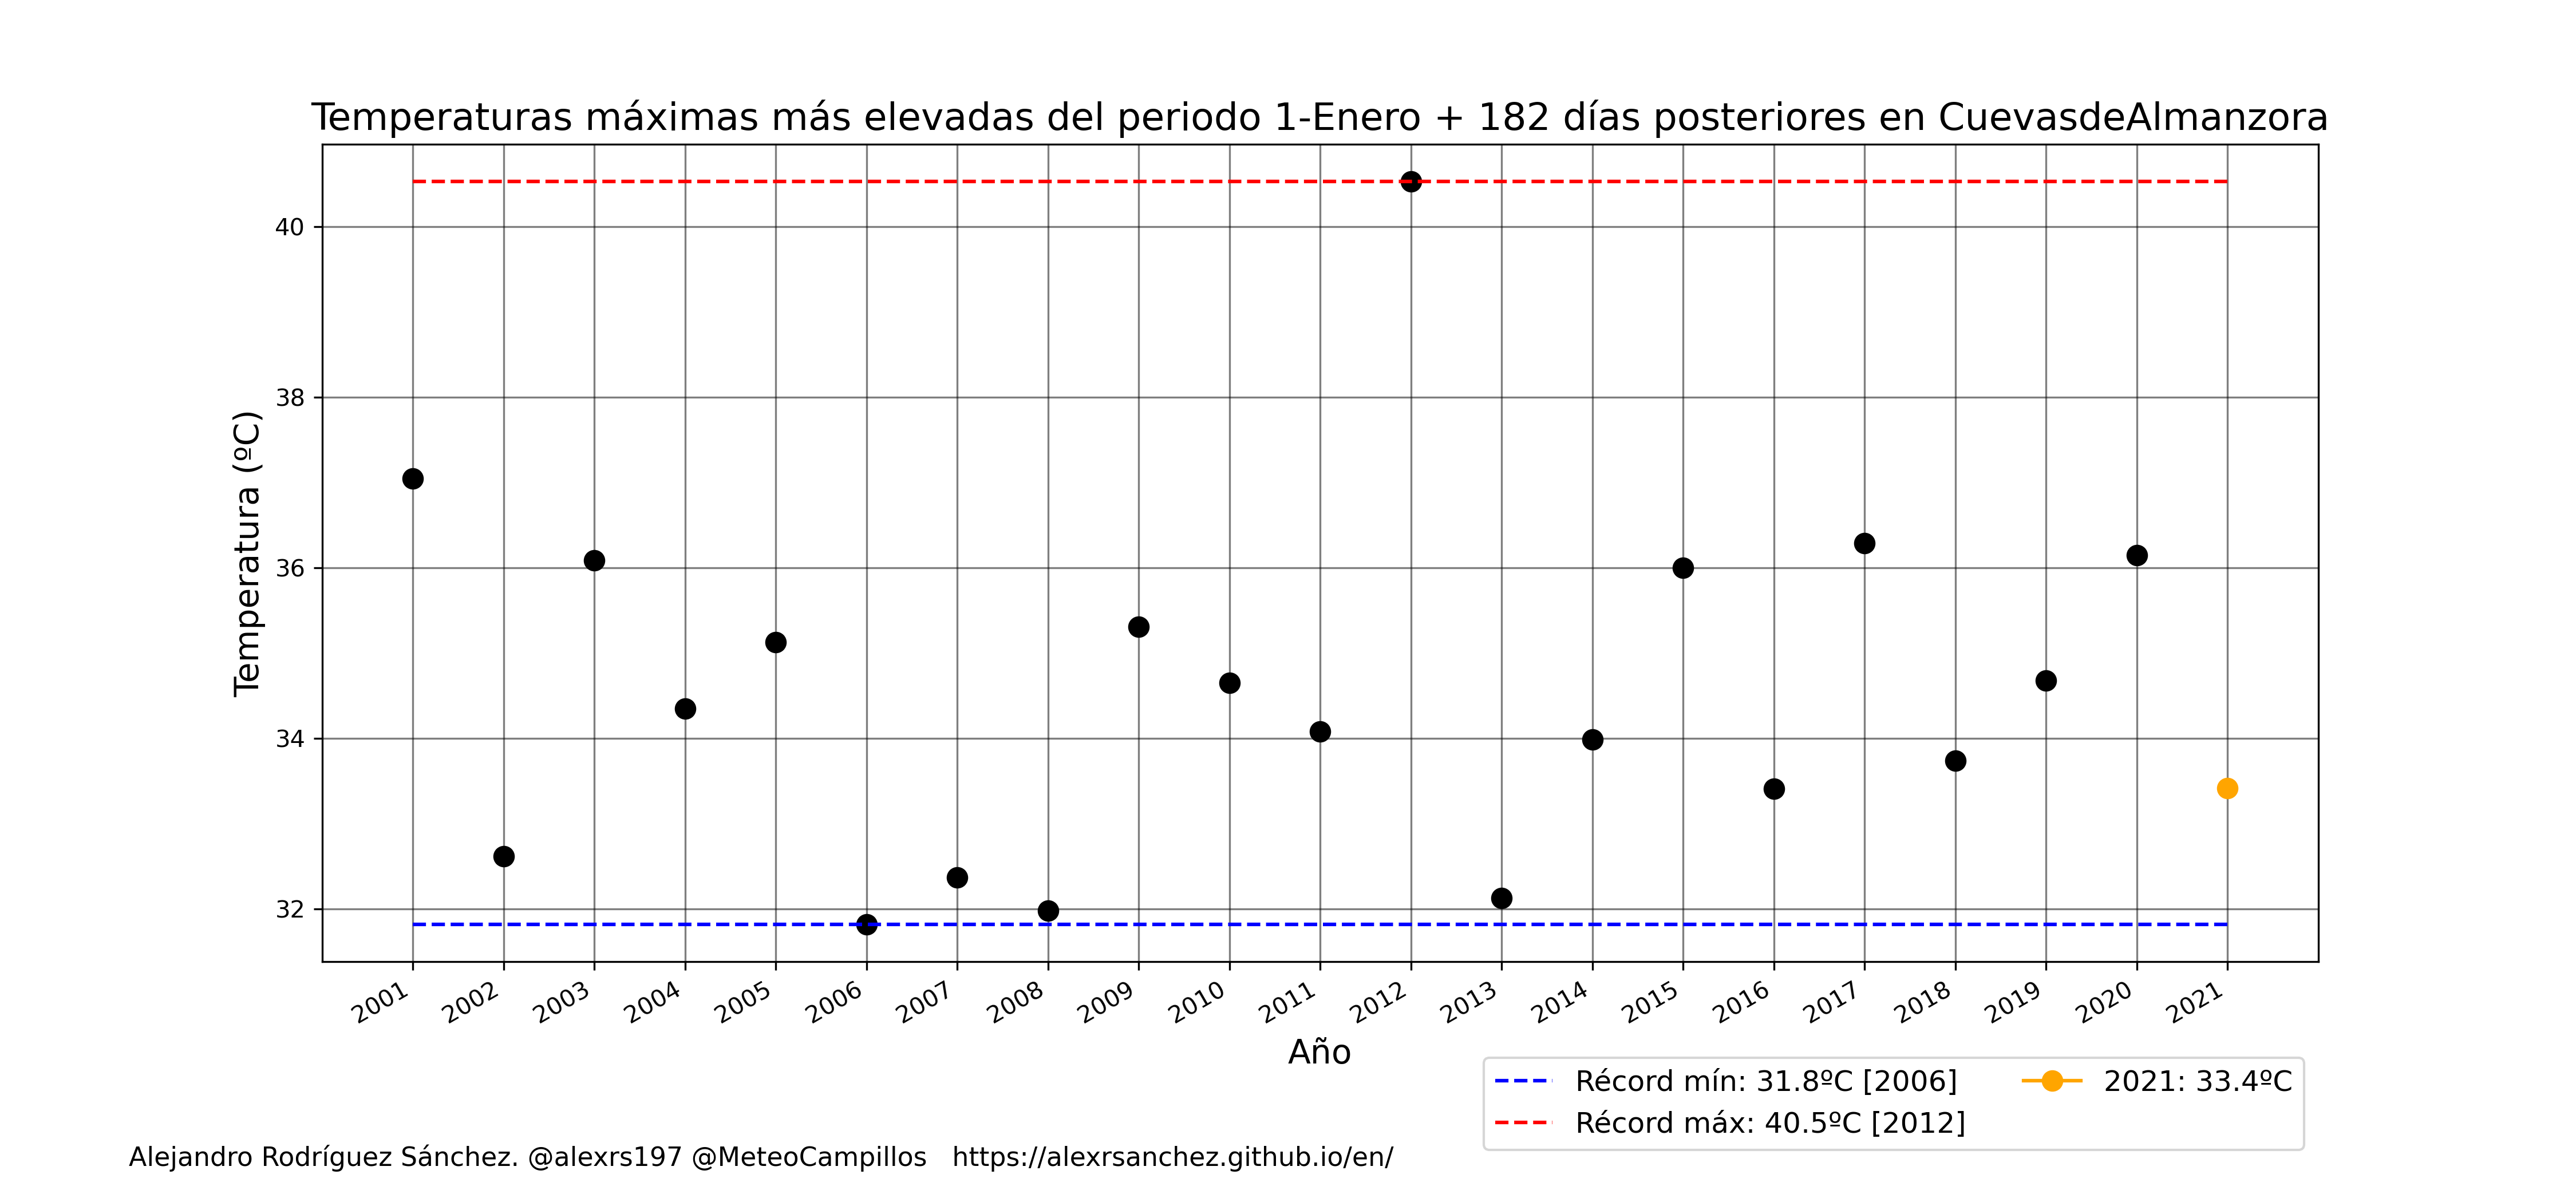 Temperaturas máximas más elevadas del periodo 1-Enero + 182 días posteriores en CuevasdeAlmanzora
Temperatura (ºC)
40
38
36
34
32
2001 2002 2003 2004 2005 2006 2007 2008 2009 2010 2011 2012 2013 2014 2015 2016 2017 2018 2019 2020 2021
Año
Récord mín: 31.8ºC [2006]
Récord máx: 40.5ºC [2012]
2021: 33.4ºC
Alejandro Rodríguez Sánchez. @alexrs197 @MeteoCampillos https://alexrsanchez.github.io/en/